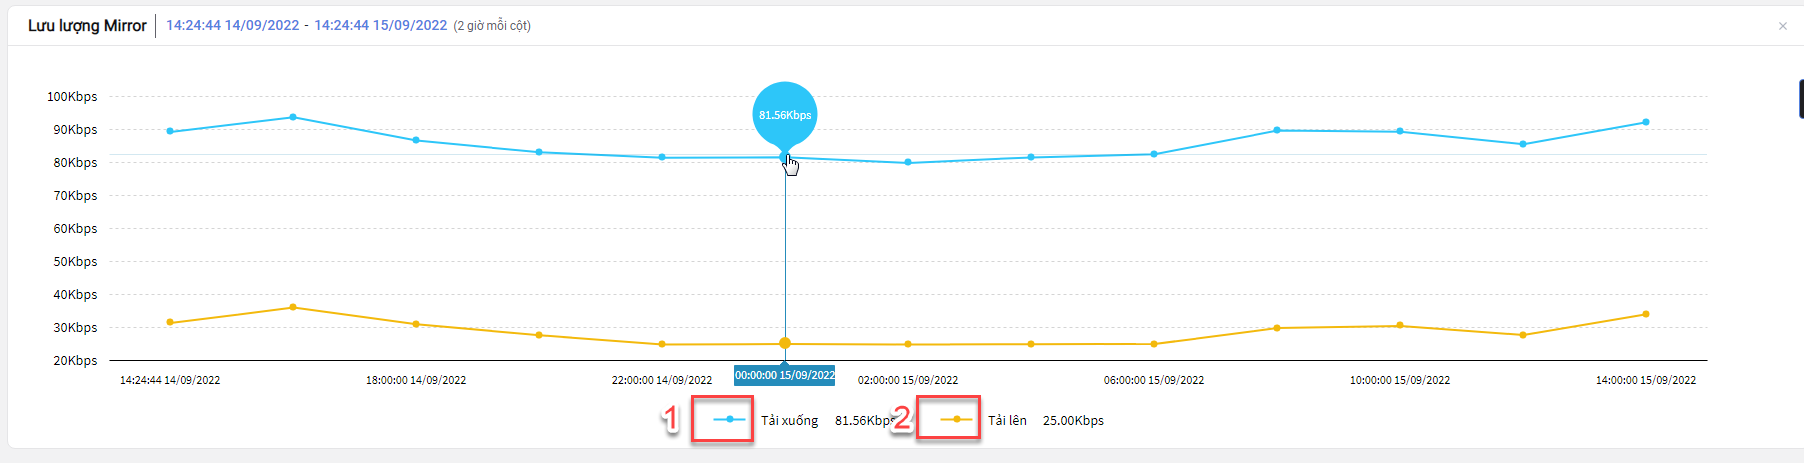 Lưu lượng Mirror 14:24:44 14/09/2022 - 14:24:44 15/09/2022 (2 giờ mỗi cột) ×
100Kbps
90Kbps
80Kbps
70Kbps
60Kbps
50Kbps
40Kbps
30Kbps
20Kbps
81.56Kbps
14:24:44 14/09/2022 18:00:00 14/09/2022 22:00:00 14/09/2022 00:00:00 15/09/2022 02:00:00 15/09/2022 06:00:00 15/09/2022 10:00:00 15/09/2022 14:00:00 15/09/2022
1 Tải xuống 81.56Kbps 2 Tải lên 25.00Kbps